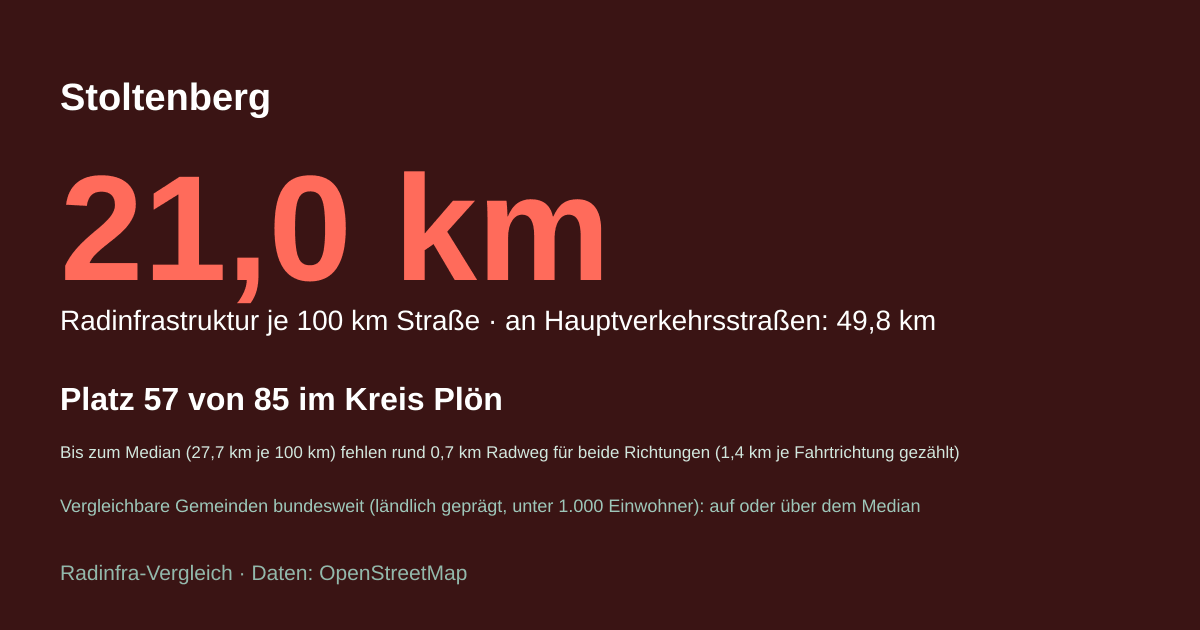 Stoltenberg
21,0 km
Radinfrastruktur je 100 km Straße · an Hauptverkehrsstraßen: 49,8 km
Platz 57 von 85 im Kreis Plön
Bis zum Median (27,7 km je 100 km) fehlen rund 0,7 km Radweg für beide Richtungen (1,4 km je Fahrtrichtung gezählt)
Vergleichbare Gemeinden bundesweit (ländlich geprägt, unter 1.000 Einwohner): auf oder über dem Median
Radinfra-Vergleich · Daten: OpenStreetMap